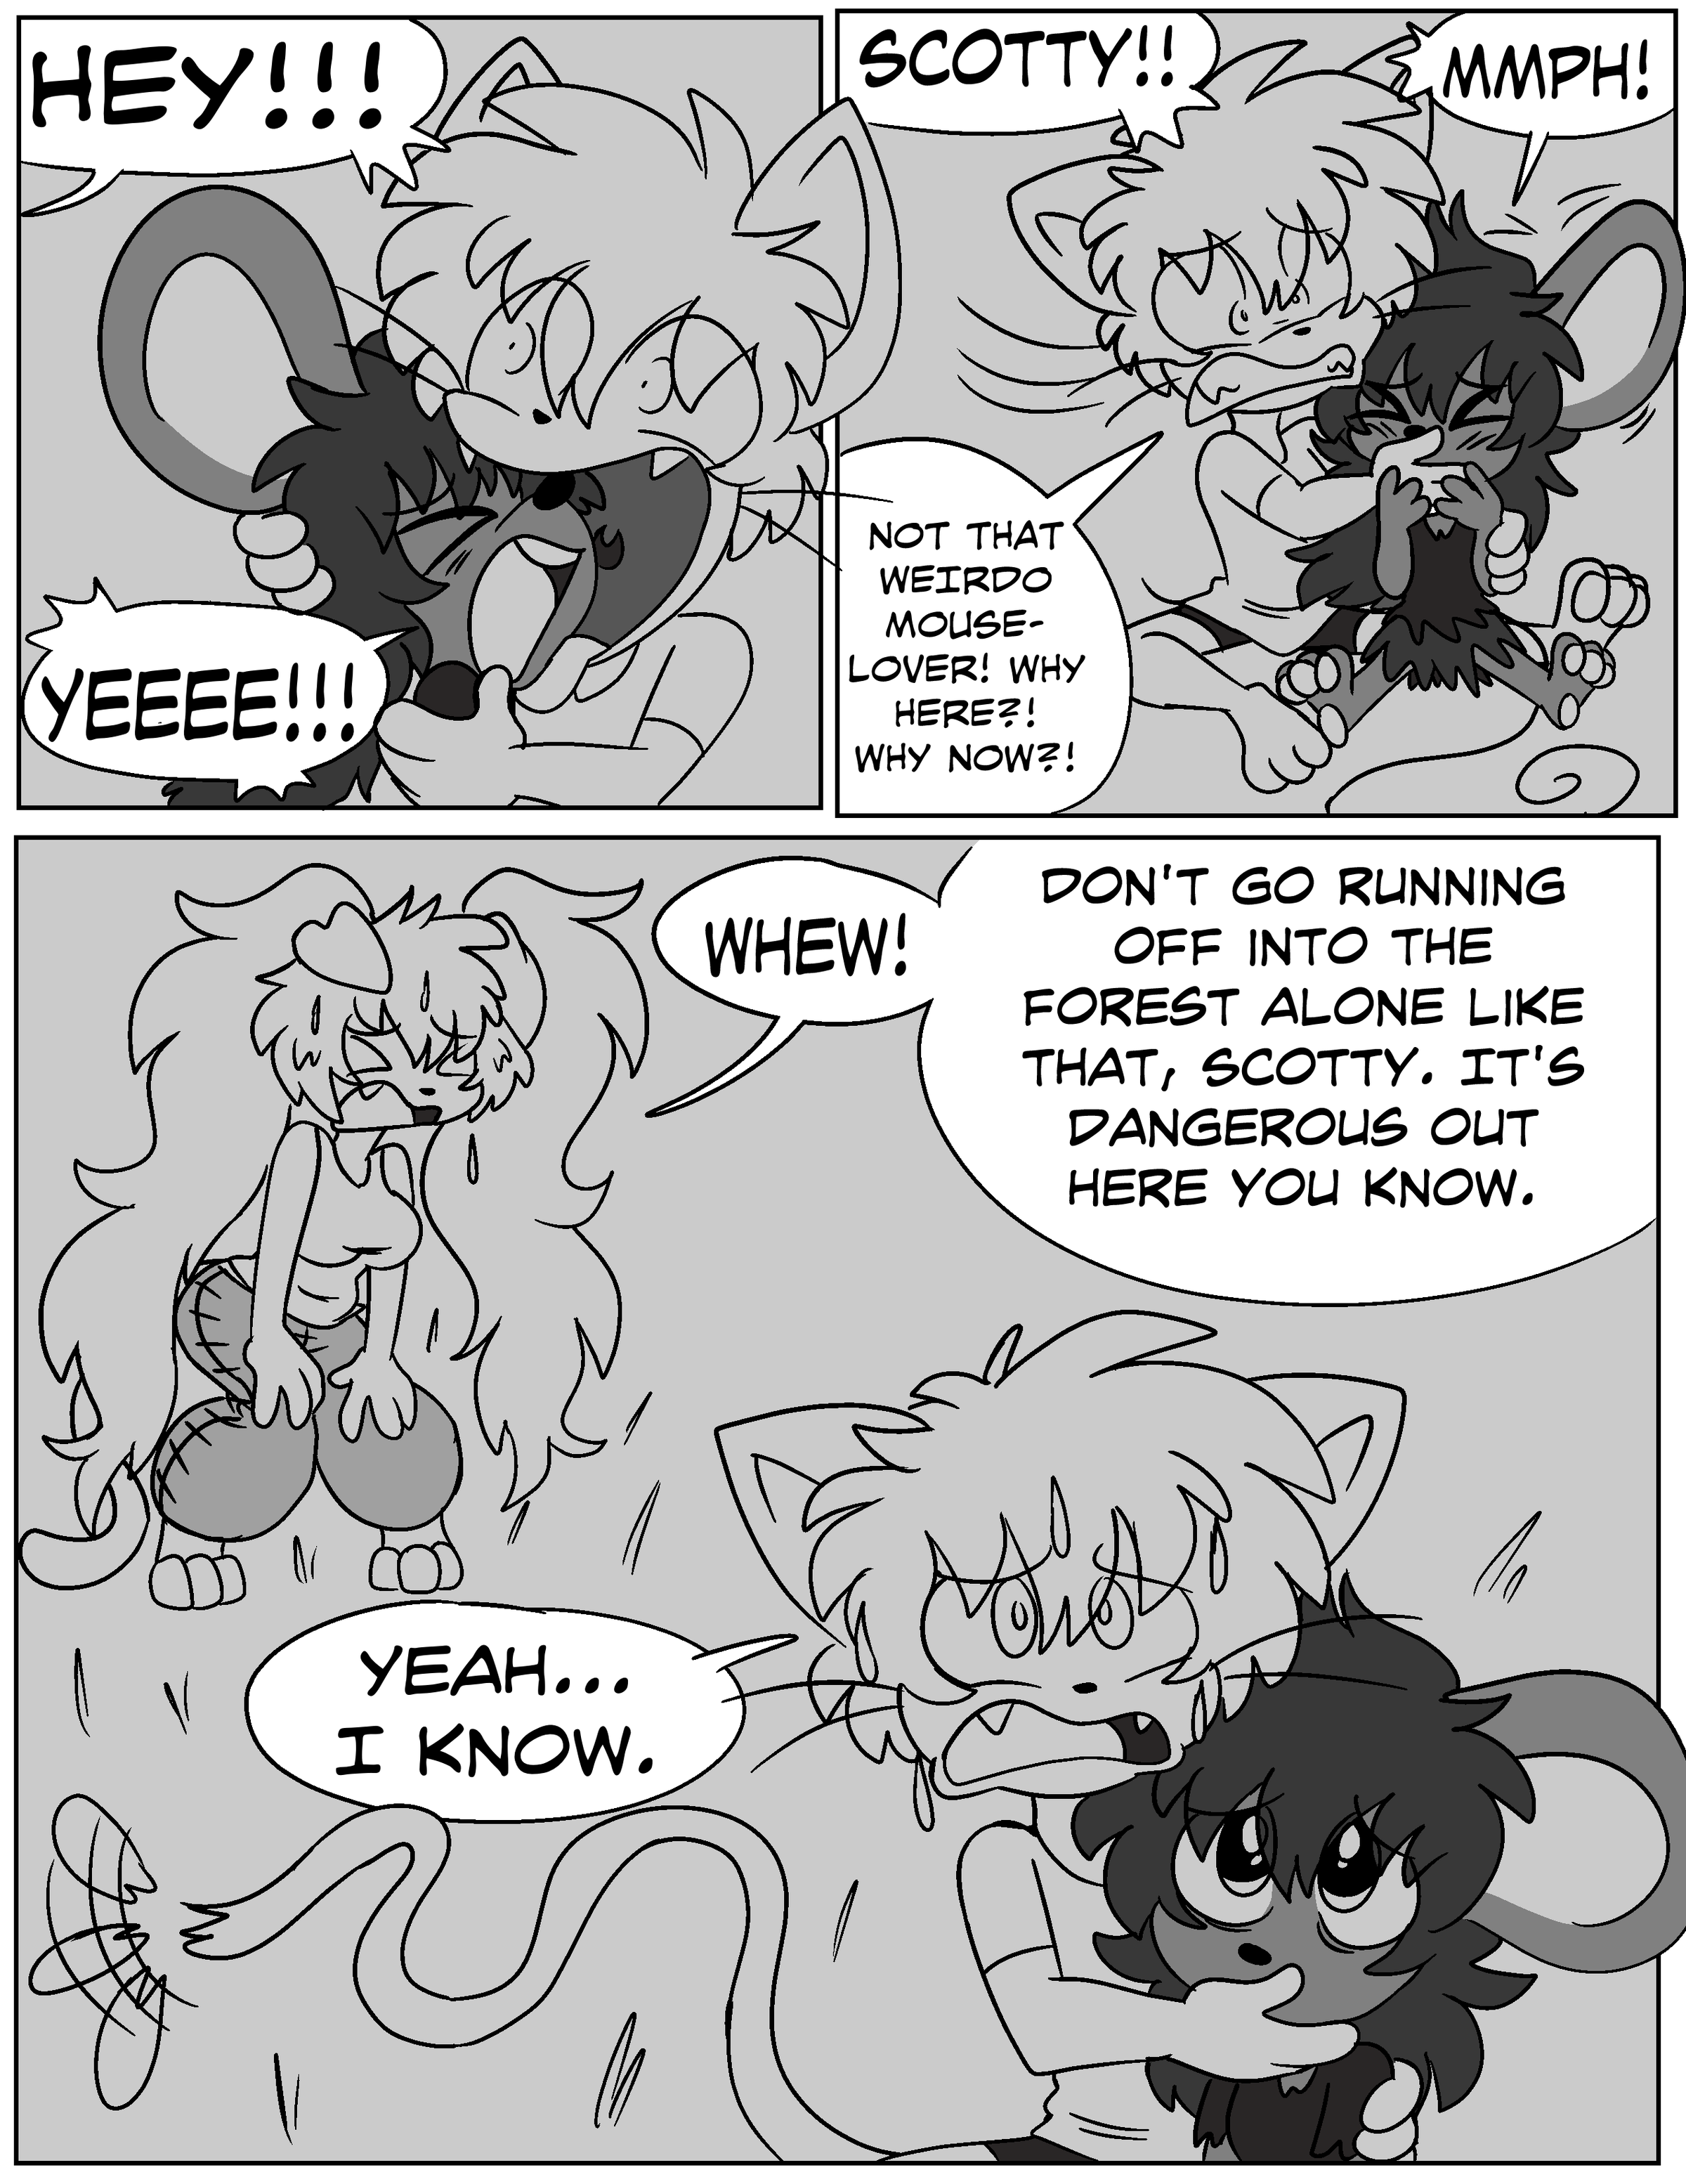 HEY!!!
YEEEE!!!
SCOTTY!!
MMPH!
NOT THAT
WEIRDO
MOUSE-
LOVER! WHY
HERE?!
WHY NOW?!
WHEW!
DON'T GO RUNNING
OFF INTO THE
FOREST ALONE LIKE
THAT, SCOTTY. IT'S
DANGEROUS OUT
HERE YOU KNOW.
YEAH...
I KNOW.